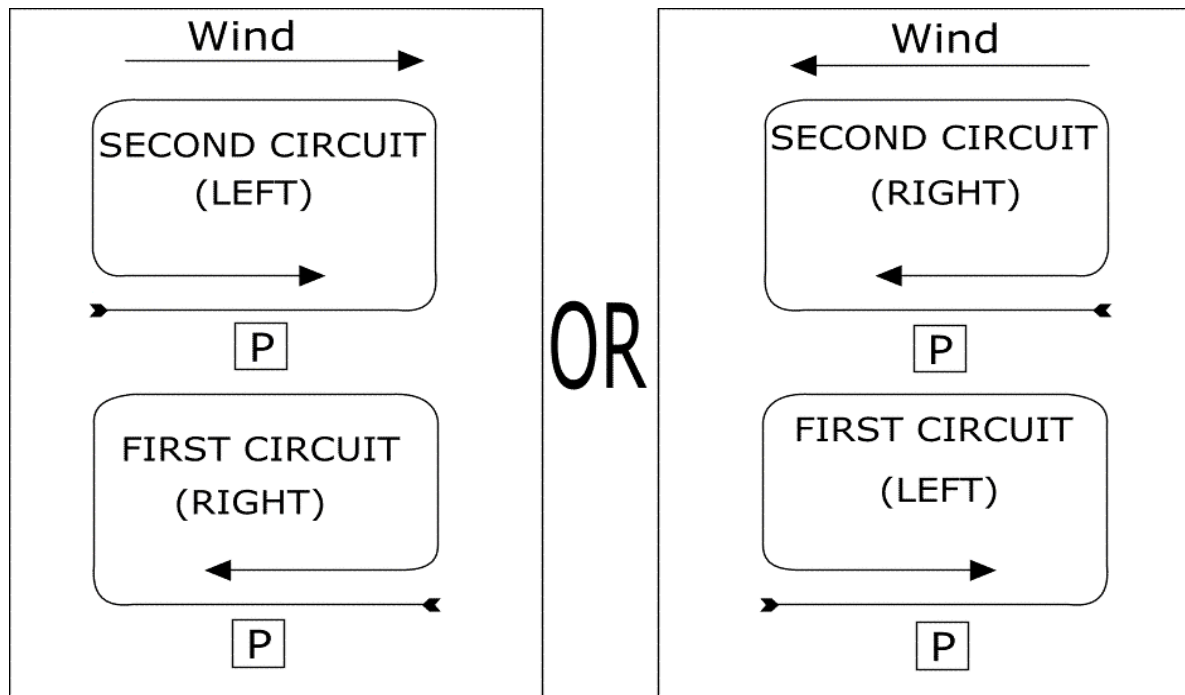 Wind
SECOND CIRCUIT
(LEFT)
P
FIRST CIRCUIT
(RIGHT)
P
OR
Wind
SECOND CIRCUIT
(RIGHT)
P
FIRST CIRCUIT
(LEFT)
P